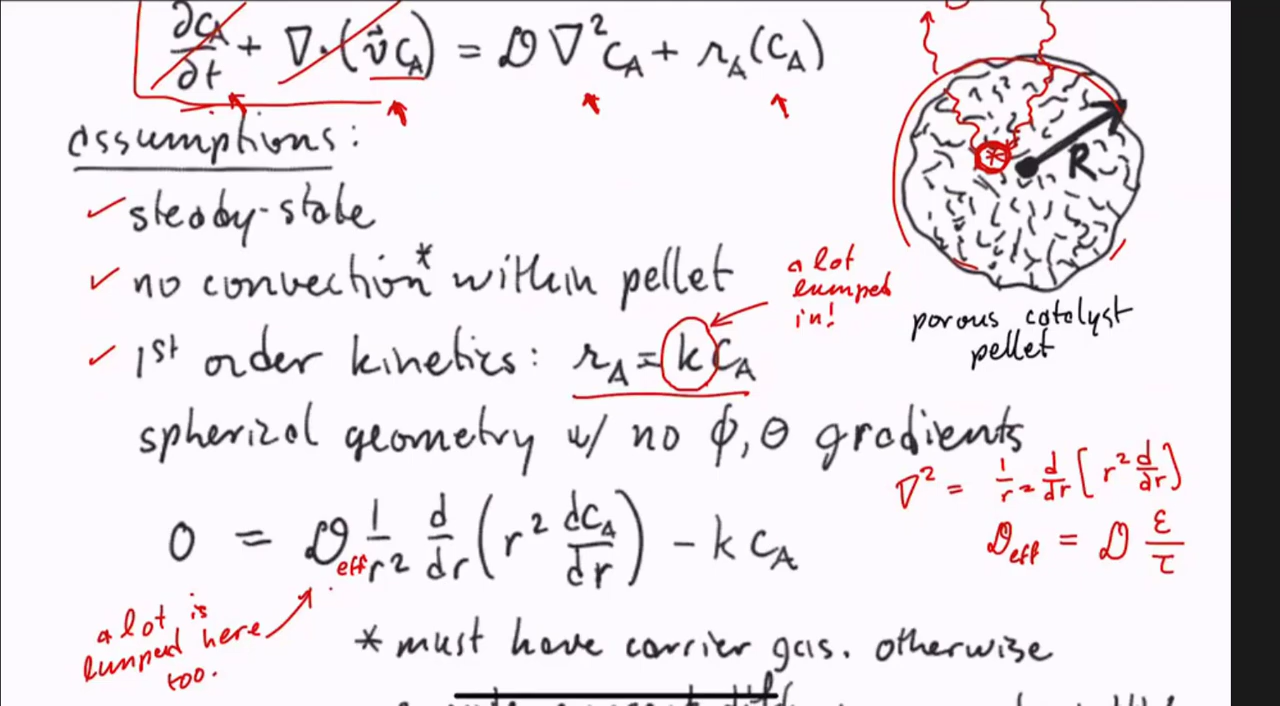 ∂c_A/∂t + ∇·(v⃗ c_A) = 𝒟 ∇²c_A + r_A(c_A)
assumptions:
✓ steady-state
✓ no convection* within pellet
a lot
lumped
in!
✓ 1st order kinetics: r_A = k c_A
R
porous catalyst
pellet
spherical geometry w/ no ϕ, θ gradients
∇² = 1/r² d/dr [r² d/dr]
0 = 𝒟_eff 1/r² d/dr (r² dc_A/dr) - k c_A
𝒟_eff = 𝒟 ε/τ
a lot is
lumped here
too.
* must have carrier gas. otherwise